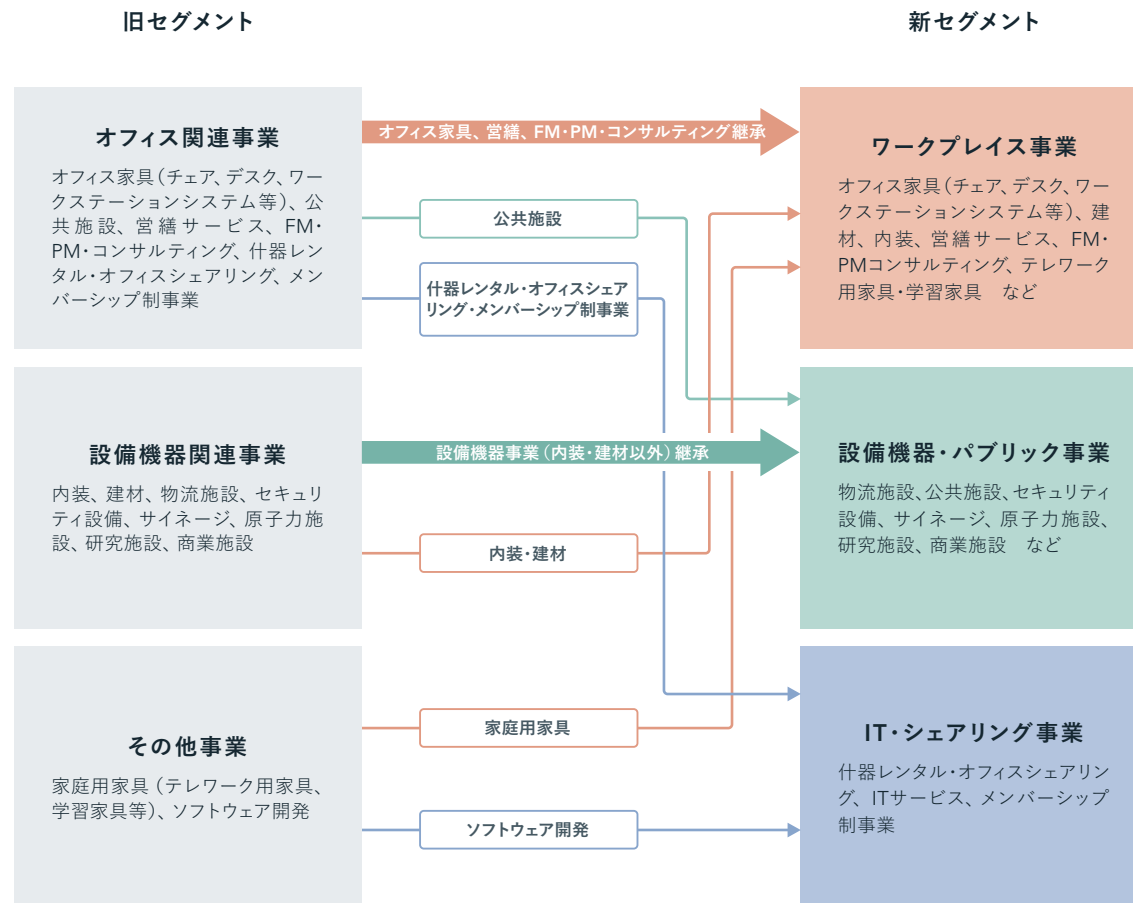 旧セグメント
新セグメント
オフィス関連事業
オフィス家具（チェア、デスク、ワー
クステーションシステム等）、公
共施設、営繕サービス、FM・
PM・コンサルティング、什器レン
タル・オフィスシェアリング、メン
バーシップ制事業
オフィス家具、営繕、FM・PM・コンサルティング継承
公共施設
什器レンタル・オフィスシェア
リング・メンバーシップ制事業
ワークプレイス事業
オフィス家具（チェア、デスク、ワー
クステーションシステム等）、建
材、内装、営繕サービス、FM・
PMコンサルティング、テレワーク
用家具・学習家具　など
設備機器関連事業
内装、建材、物流施設、セキュリ
ティ設備、サイネージ、原子力施
設、研究施設、商業施設
設備機器事業（内装・建材以外）継承
内装・建材
設備機器・パブリック事業
物流施設、公共施設、セキュリティ
設備、サイネージ、原子力施設、
研究施設、商業施設　など
その他事業
家庭用家具（テレワーク用家具、
学習家具等）、ソフトウェア開発
家庭用家具
ソフトウェア開発
IT・シェアリング事業
什器レンタル・オフィスシェアリン
グ、ITサービス、メンバーシップ
制事業